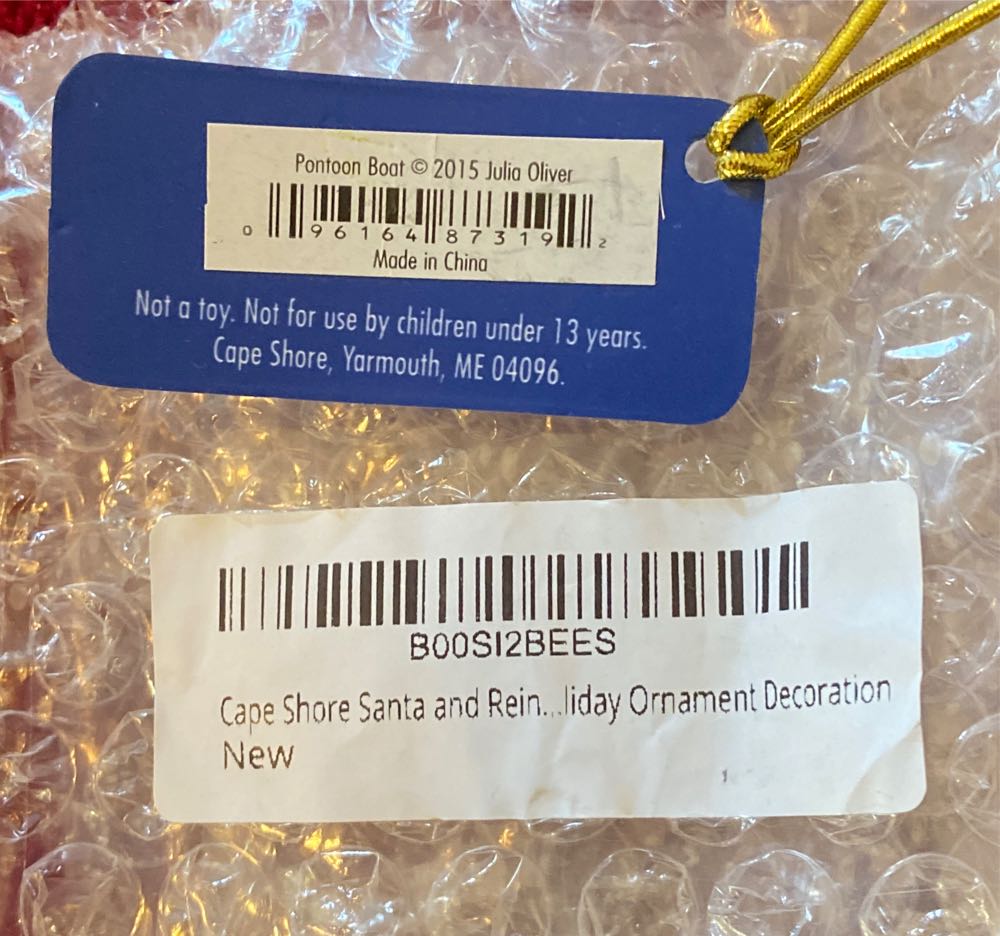 Pontoon Boat © 2015 Julia Oliver
0 96164 87319 2
Made in China
Not a toy. Not for use by children under 13 years.
Cape Shore, Yarmouth, ME 04096.
B00SI2BEES
Cape Shore Santa and Rein...liday Ornament Decoration
New